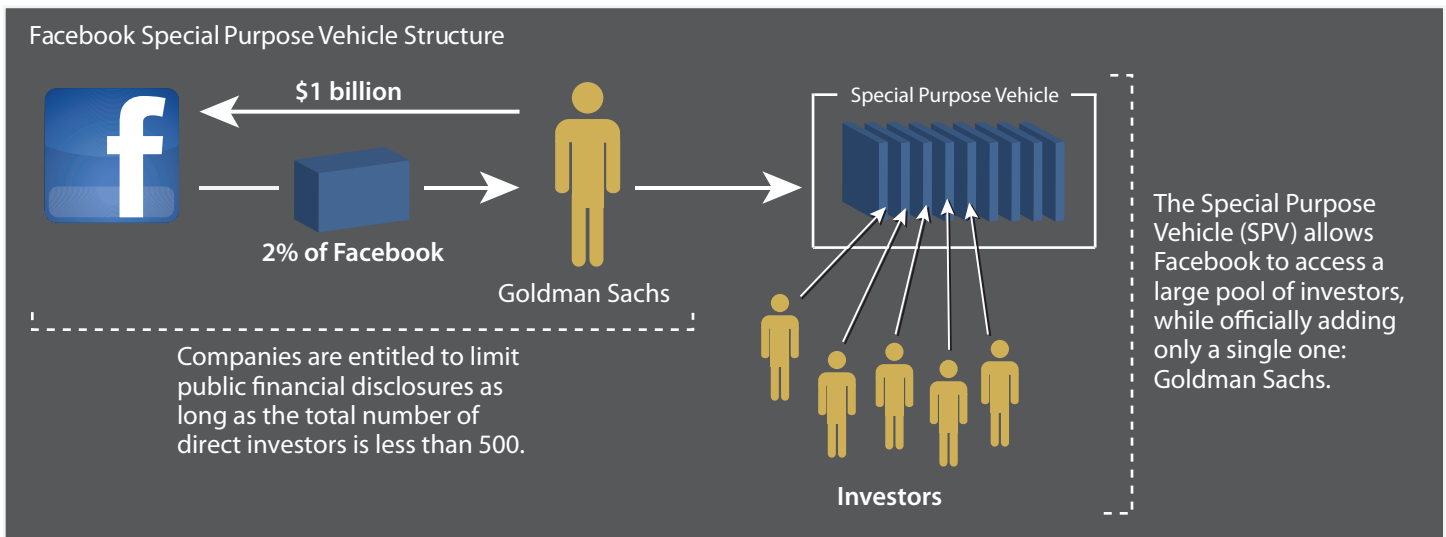 Facebook Special Purpose Vehicle Structure
f
$1 billion
2% of Facebook
Goldman Sachs
Companies are entitled to limit
public financial disclosures as
long as the total number of
direct investors is less than 500.
Special Purpose Vehicle
Investors
The Special Purpose
Vehicle (SPV) allows
Facebook to access a
large pool of investors,
while officially adding
only a single one:
Goldman Sachs.